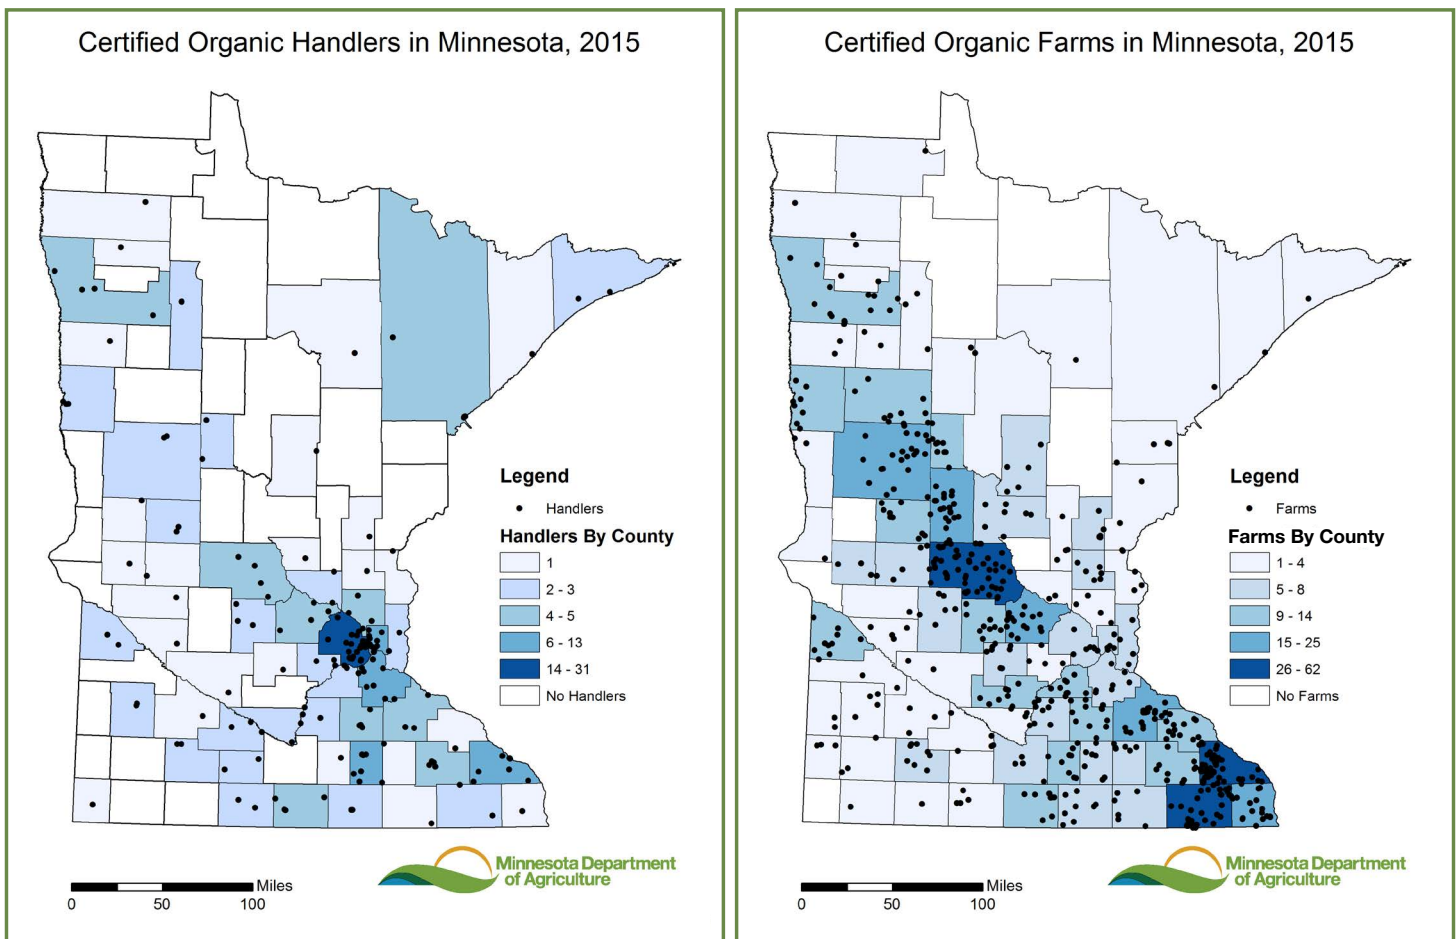 Certified Organic Handlers in Minnesota, 2015
Legend
Handlers
Handlers By County
1
2 - 3
4 - 5
6 - 13
14 - 31
No Handlers
Minnesota Department
of Agriculture
Miles
0 50 100
Certified Organic Farms in Minnesota, 2015
Legend
Farms
Farms By County
1 - 4
5 - 8
9 - 14
15 - 25
26 - 62
No Farms
Minnesota Department
of Agriculture
Miles
0 50 100